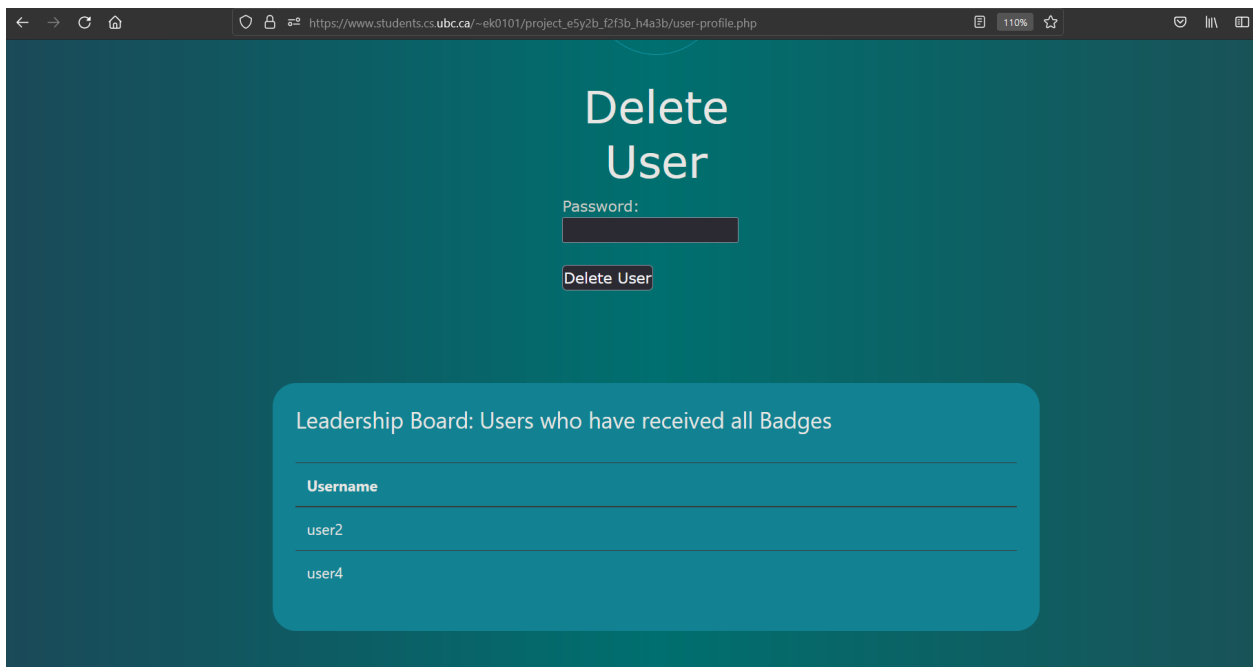 https://www.students.cs.ubc.ca/~ek0101/project_e5y2b_f2f3b_h4a3b/user-profile.php
110%
Delete
User
Password:
Delete User
Leadership Board: Users who have received all Badges
Username
user2
user4